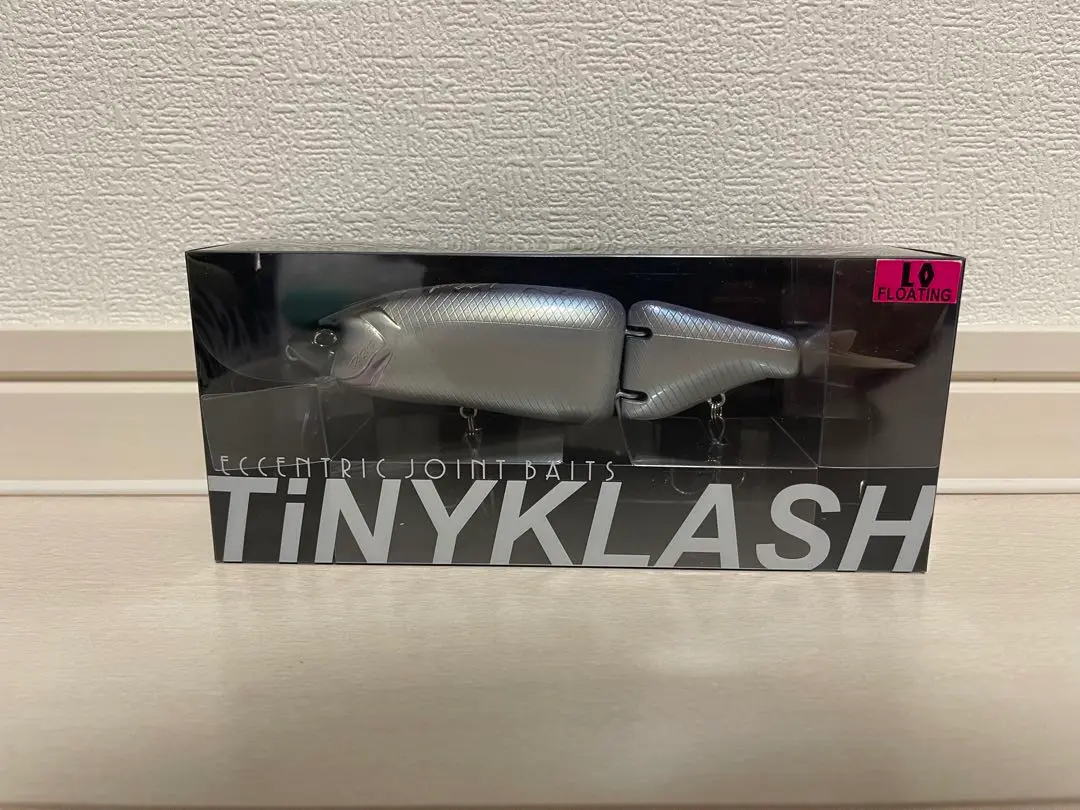 LO
FLOATING
ECCENTRIC JOINT BAITS
TiNYKLASH